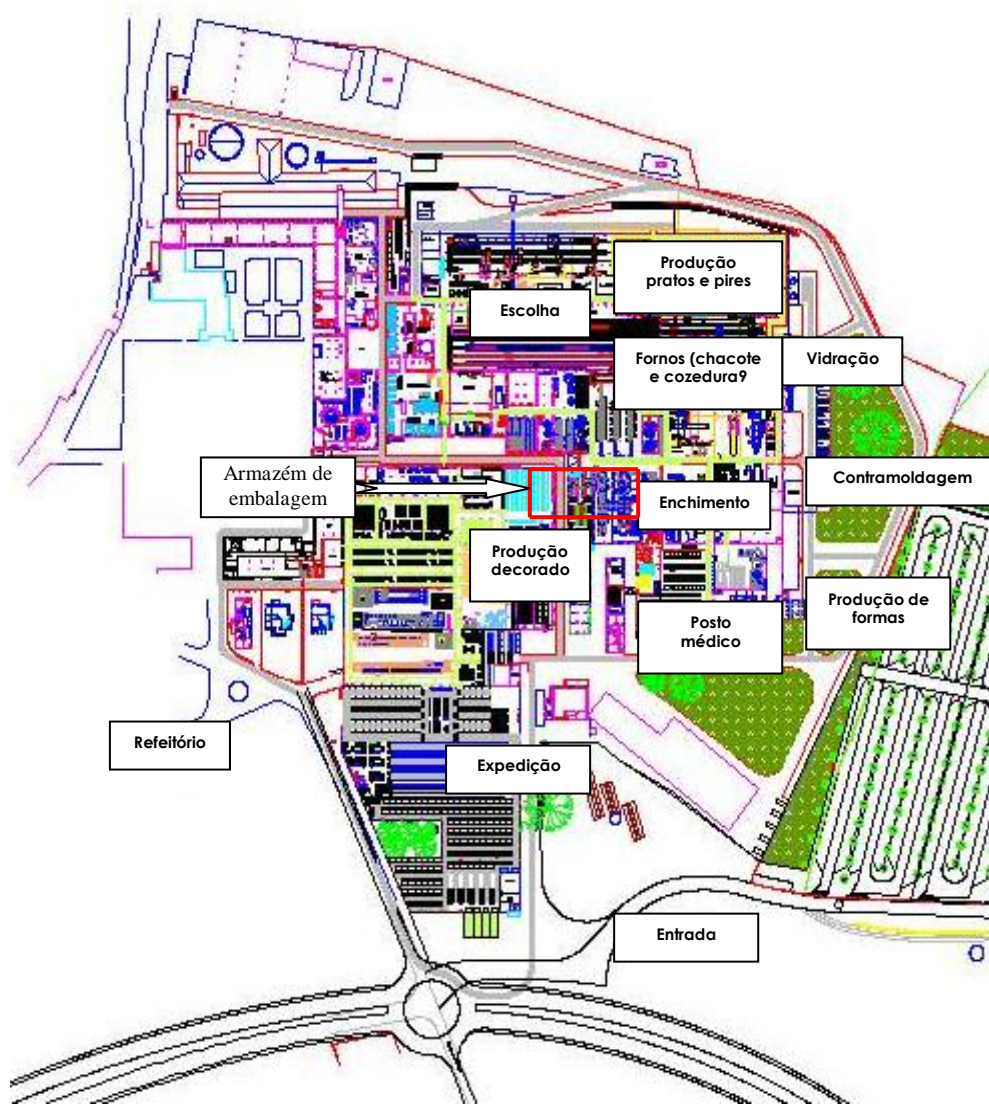 Produção
pratos e pires
Escolha
Fornos (chacote
e cozedura9
Vidração
Armazém de
embalagem
Contramoldagem
Enchimento
Produção
decorado
Produção de
formas
Posto
médico
Refeitório
Expedição
Entrada